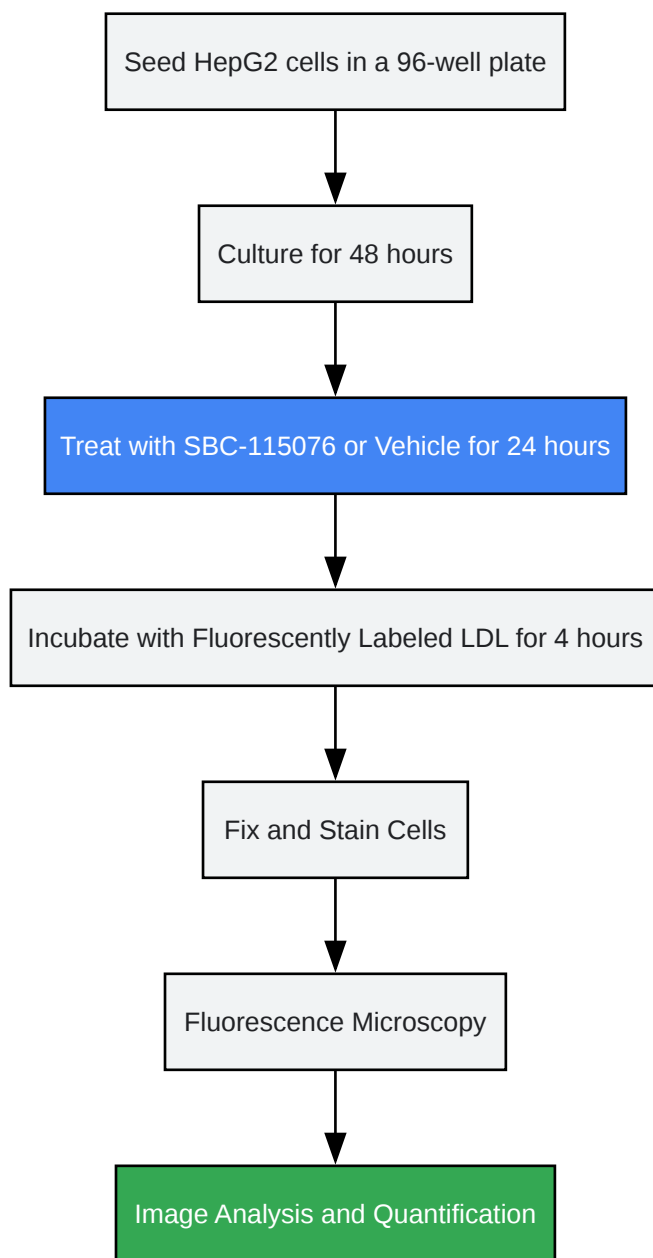 Seed HepG2 cells in a 96-well plate
Culture for 48 hours
Treat with SBC-115076 or Vehicle for 24 hours
Incubate with Fluorescently Labeled LDL for 4 hours
Fix and Stain Cells
Fluorescence Microscopy
Image Analysis and Quantification